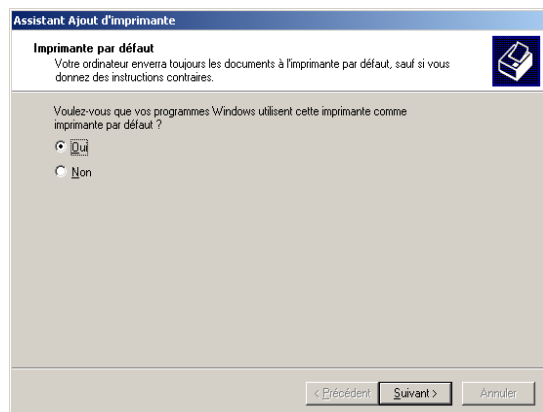 Assistant Ajout d'imprimante
Imprimante par défaut
Votre ordinateur enverra toujours les documents à l'imprimante par défaut, sauf si vous
donnez des instructions contraires.
Voulez-vous que vos programmes Windows utilisent cette imprimante comme
imprimante par défaut ?
Oui
Non
< Précédent
Suivant >
Annuler